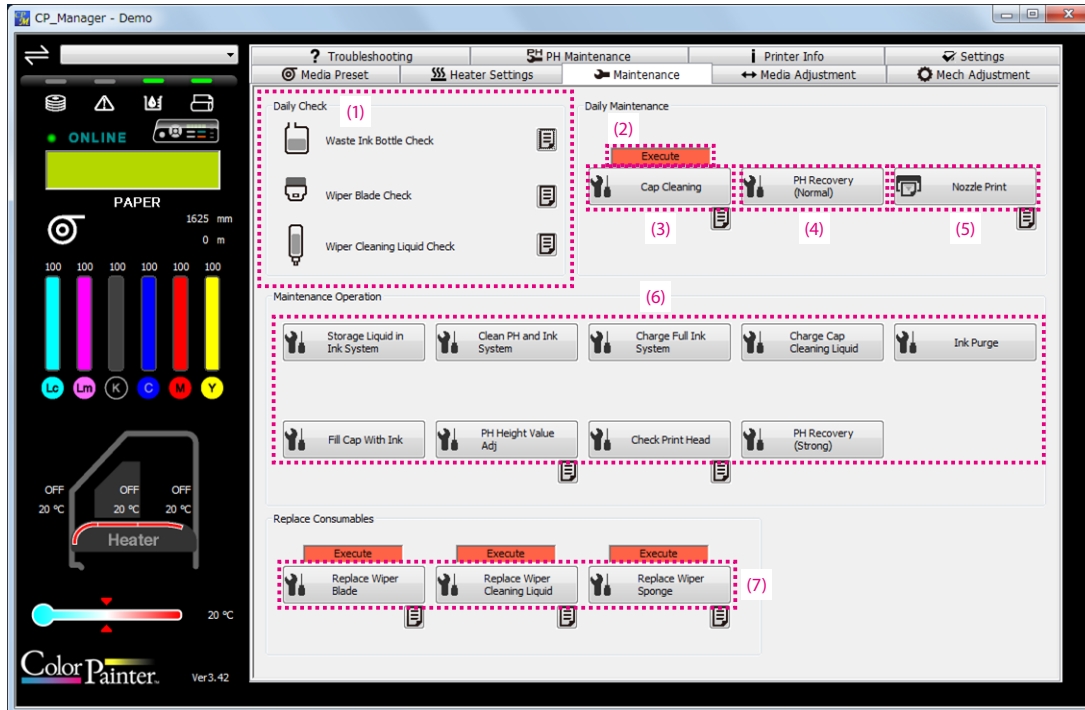 CP_Manager - Demo
ONLINE
PAPER
1625 mm
0 m
100 100 100 100 100 100
Lc Lm K C M Y
OFF OFF OFF
20 ℃ 20 ℃ 20 ℃
Heater
20 ℃
Color Painter. Ver3.42
? Troubleshooting
PH PH Maintenance
i Printer Info
Settings
Media Preset
Heater Settings
Maintenance
Media Adjustment
Mech Adjustment
Daily Check
(1)
Waste Ink Bottle Check
Wiper Blade Check
Wiper Cleaning Liquid Check
Daily Maintenance
(2)
Execute
Cap Cleaning
PH Recovery
(Normal)
Nozzle Print
(3)
(4)
(5)
Maintenance Operation
(6)
Storage Liquid in
Ink System
Clean PH and Ink
System
Charge Full Ink
System
Charge Cap
Cleaning Liquid
Ink Purge
Fill Cap With Ink
PH Height Value
Adj
Check Print Head
PH Recovery
(Strong)
Replace Consumables
Execute
Replace Wiper
Blade
Execute
Replace Wiper
Cleaning Liquid
Execute
Replace Wiper
Sponge
(7)